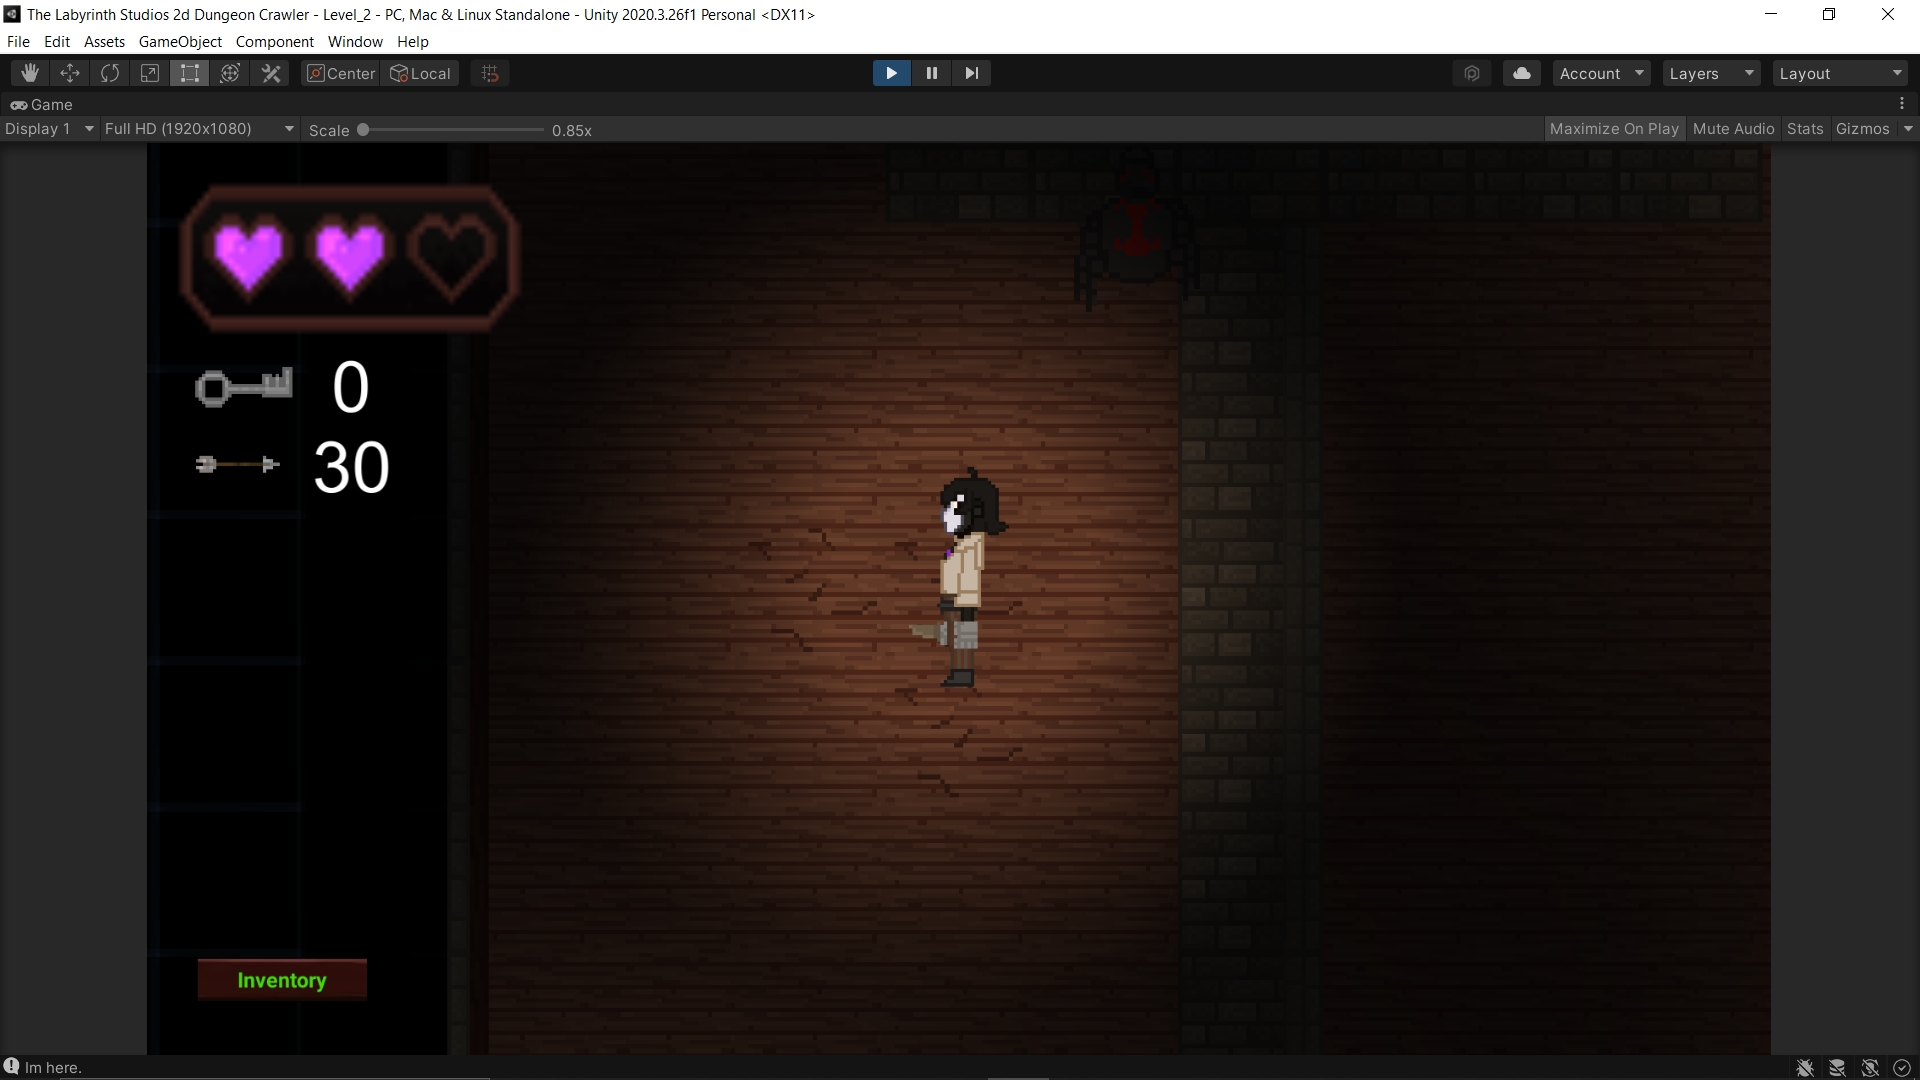 The Labyrinth Studios 2d Dungeon Crawler - Level_2 - PC, Mac & Linux Standalone - Unity 2020.3.26f1 Personal <DX11>
File Edit Assets GameObject Component Window Help
Center Local Account Layers Layout
Game
Display 1 Full HD (1920x1080) Scale 0.85x Maximize On Play Mute Audio Stats Gizmos
0
30
Inventory
Im here.